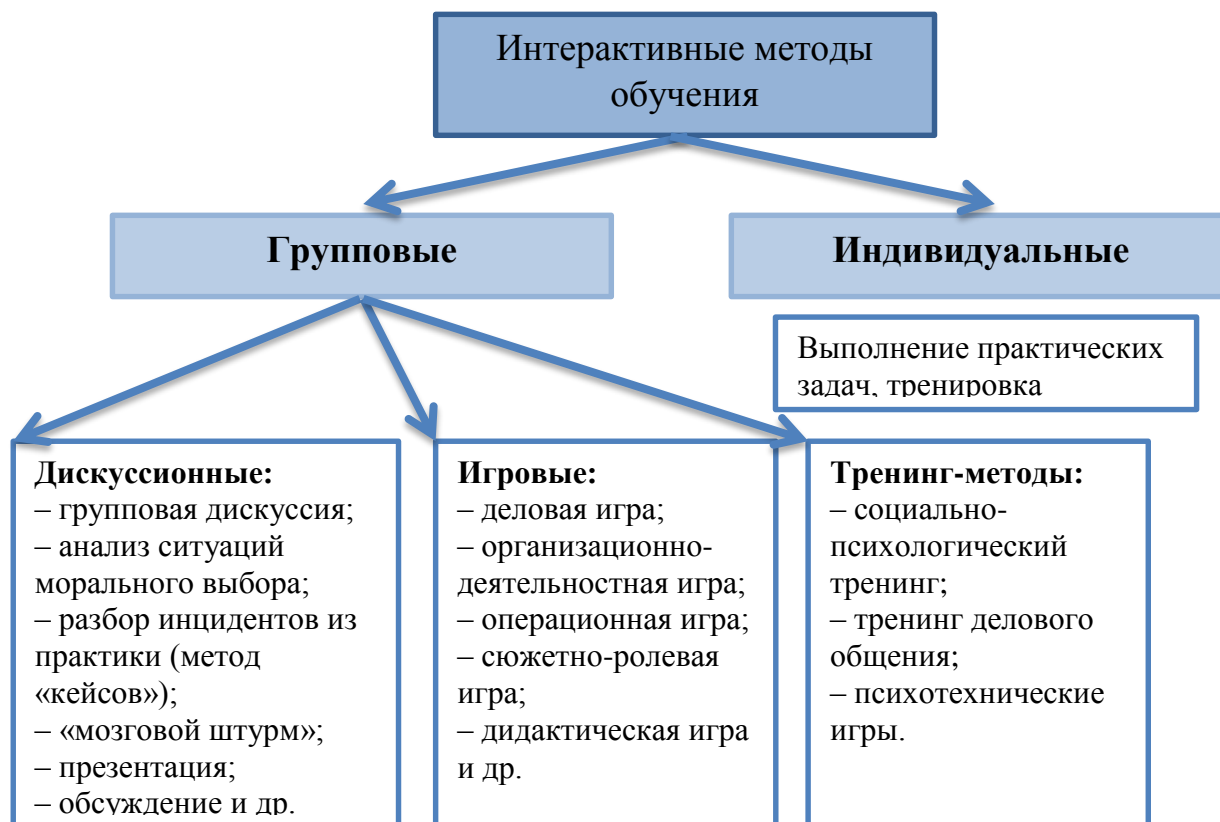 Интерактивные методы
обучения
Групповые
Индивидуальные
Выполнение практических
задач, тренировка
Дискуссионные:
– групповая дискуссия;
– анализ ситуаций
морального выбора;
– разбор инцидентов из
практики (метод
«кейсов»);
– «мозговой штурм»;
– презентация;
– обсуждение и др.
Игровые:
– деловая игра;
– организационно-
деятельностная игра;
– операционная игра;
– сюжетно-ролевая
игра;
– дидактическая игра
и др.
Тренинг-методы:
– социально-
психологический
тренинг;
– тренинг делового
общения;
– психотехнические
игры.